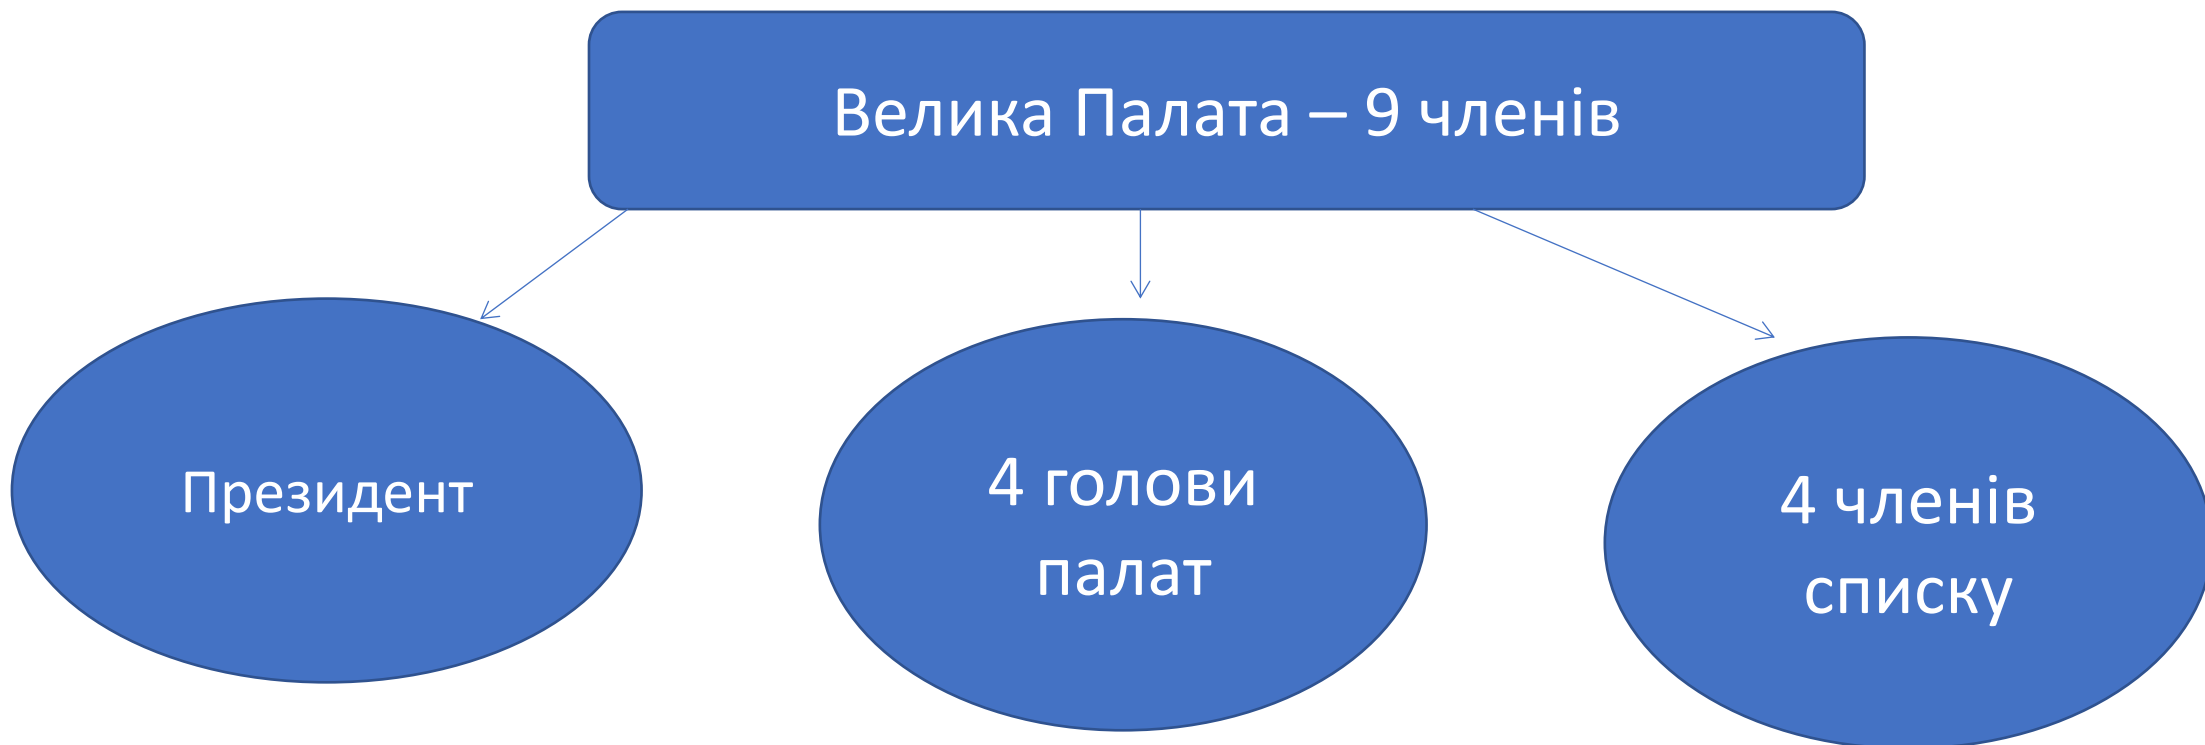 Велика Палата – 9 членів
Президент
4 голови
палат
4 членів
списку